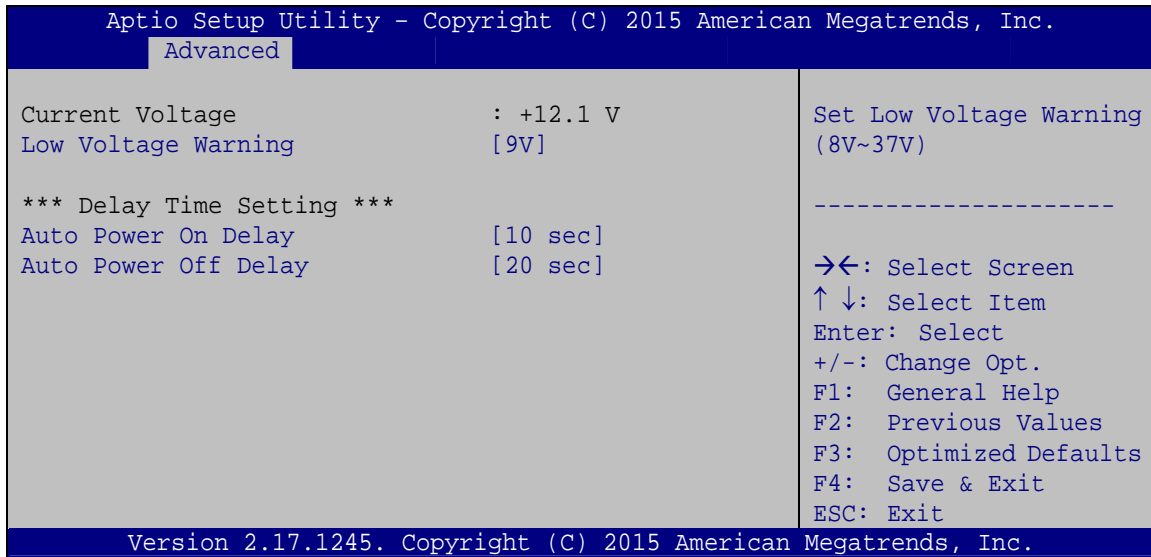 Aptio Setup Utility – Copyright (C) 2015 American Megatrends, Inc.
Advanced
Current Voltage : +12.1 V
Low Voltage Warning [9V]
*** Delay Time Setting ***
Auto Power On Delay [10 sec]
Auto Power Off Delay [20 sec]
Set Low Voltage Warning
(8V~37V)
---------------------
→←: Select Screen
↑ ↓: Select Item
Enter: Select
+/-: Change Opt.
F1: General Help
F2: Previous Values
F3: Optimized Defaults
F4: Save & Exit
ESC: Exit
Version 2.17.1245. Copyright (C) 2015 American Megatrends, Inc.